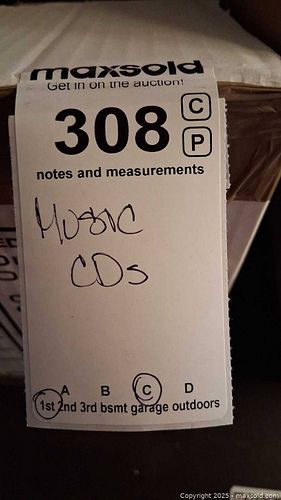 maxsold
Get in on the auction!
308 C
P
notes and measurements
Music
CDs
A B C D
1st 2nd 3rd bsmt garage outdoors
Copyright 2025 - maxsold.com